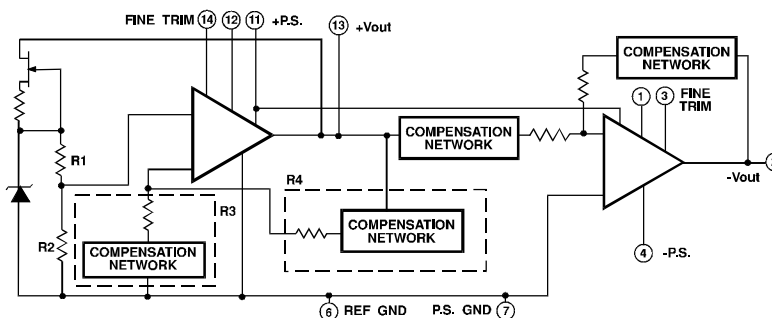 FINE TRIM 14 12 11 +P.S.
13 +Vout
COMPENSATION
NETWORK
1 3 FINE
TRIM
COMPENSATION
NETWORK
R1
R4
-Vout
R3
COMPENSATION
NETWORK
R2
COMPENSATION
NETWORK
4 -P.S.
6 REF GND P.S. GND 7